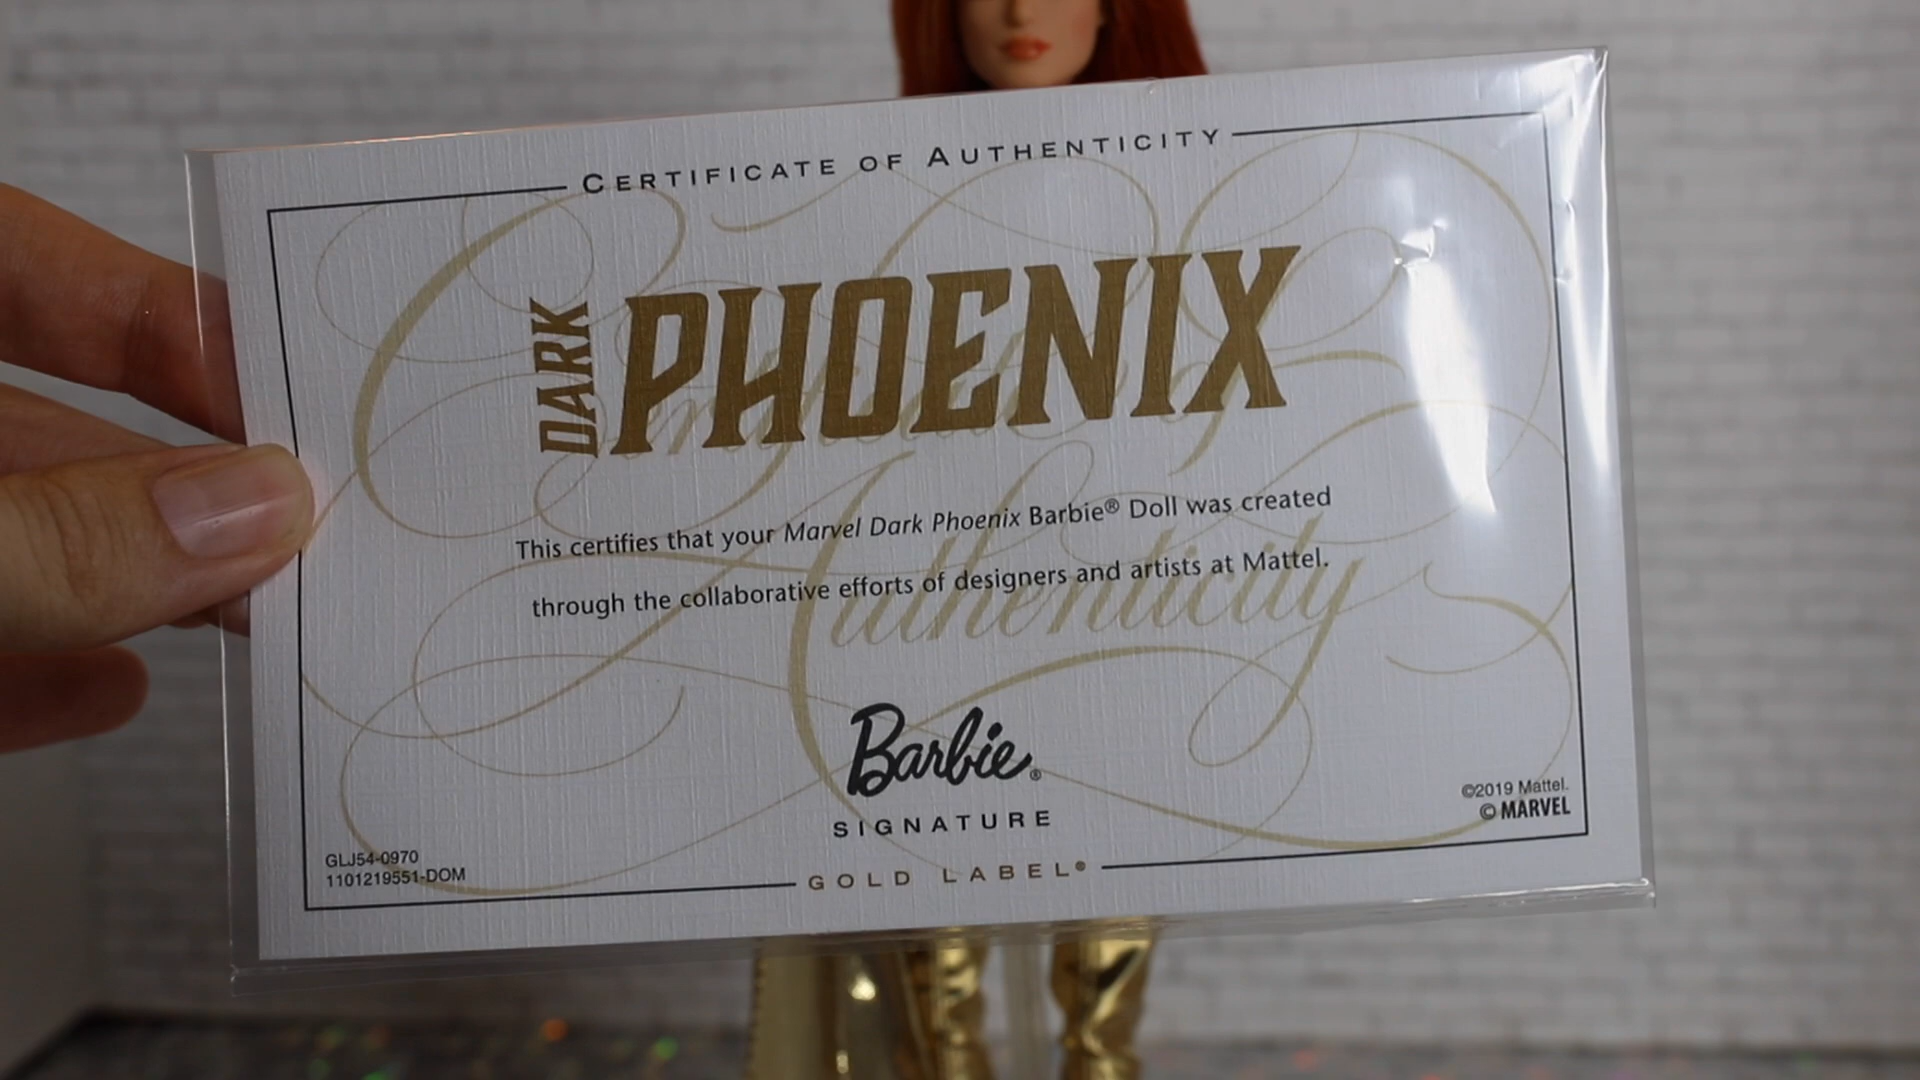 CERTIFICATE OF AUTHENTICITY
DARK PHOENIX
This certifies that your Marvel Dark Phoenix Barbie® Doll was created
through the collaborative efforts of designers and artists at Mattel.
Authenticity
Barbie®
SIGNATURE
GOLD LABEL®
GLJ54-0970
1101219551-DOM
©2019 Mattel.
© MARVEL